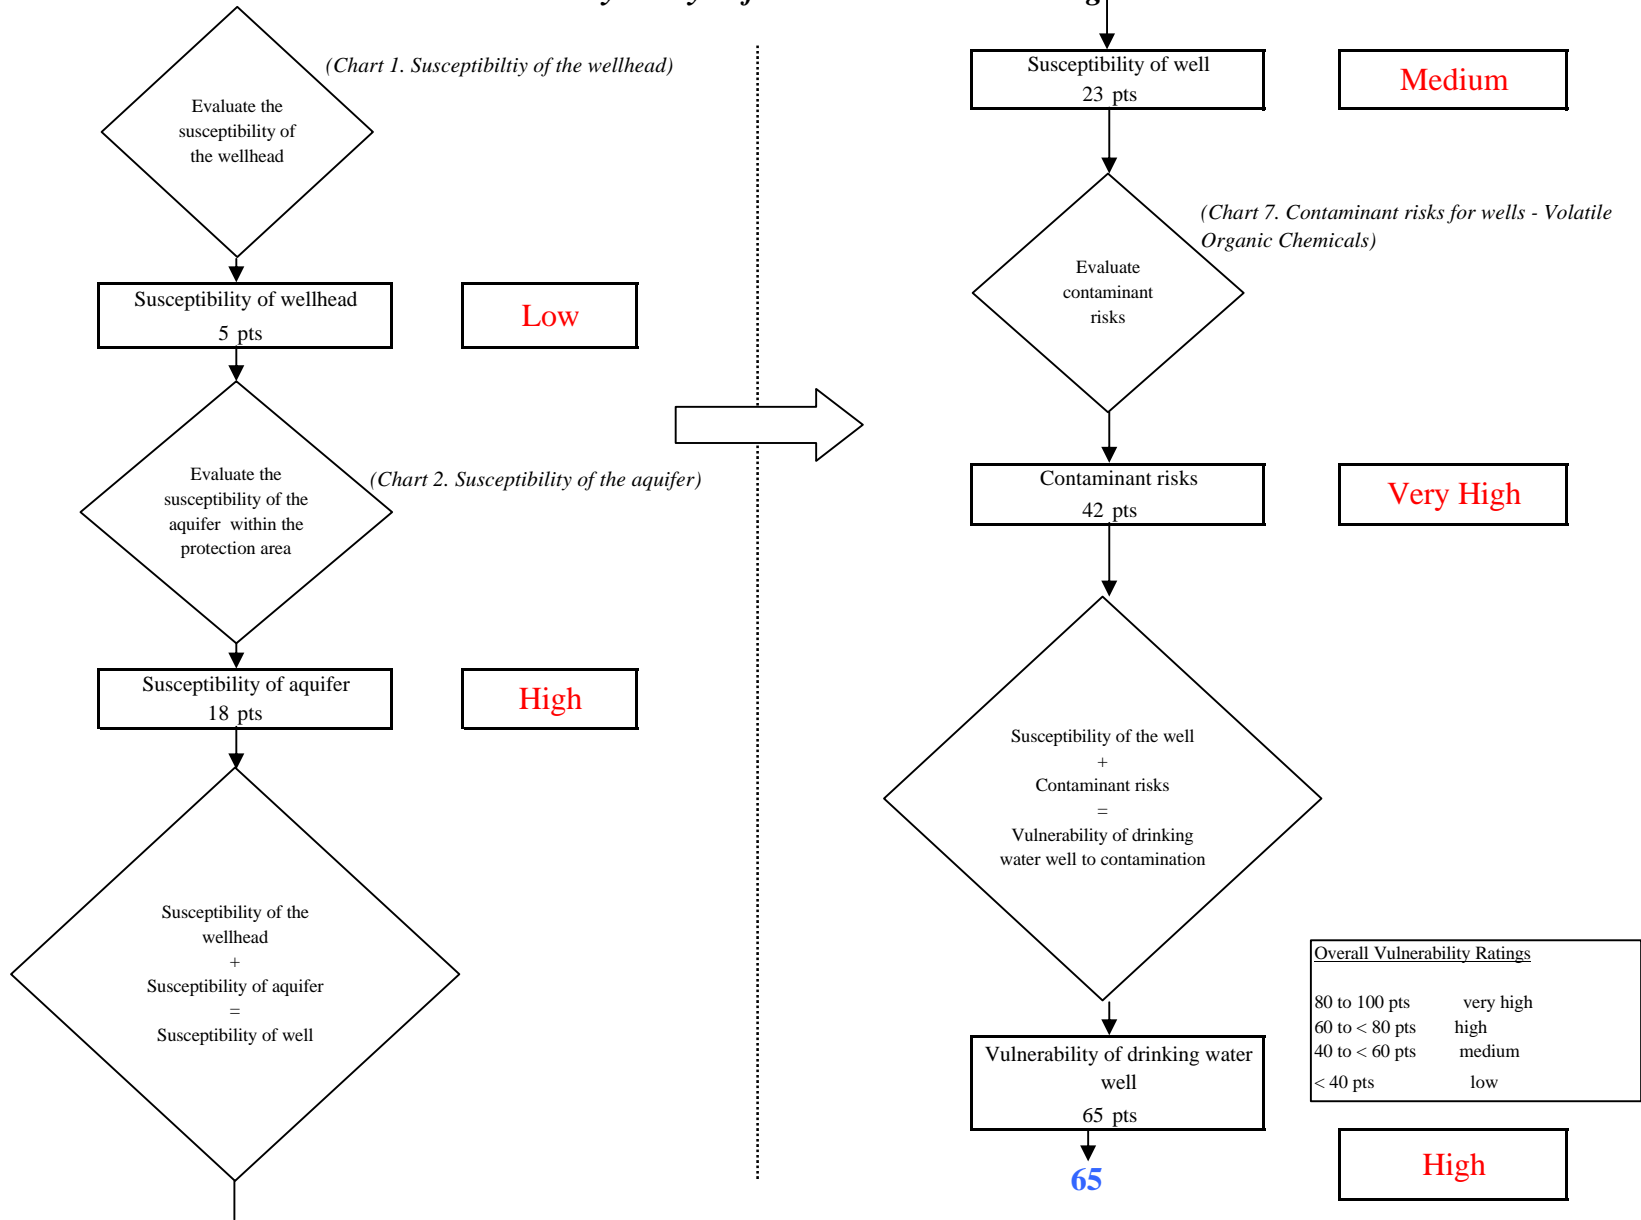 (Chart 1. Susceptibiltiy of the wellhead)
Evaluate the
susceptibility of
the wellhead
Susceptibility of wellhead
5 pts
Low
Evaluate the
susceptibility of the
aquifer within the
protection area
(Chart 2. Susceptibility of the aquifer)
Susceptibility of aquifer
18 pts
High
Susceptibility of the
wellhead
+
Susceptibility of aquifer
=
Susceptibility of well
Susceptibility of well
23 pts
Medium
(Chart 7. Contaminant risks for wells - Volatile
Organic Chemicals)
Evaluate
contaminant
risks
Contaminant risks
42 pts
Very High
Susceptibility of the well
+
Contaminant risks
=
Vulnerability of drinking
water well to contamination
Overall Vulnerability Ratings
80 to 100 pts very high
60 to < 80 pts high
40 to < 60 pts medium
< 40 pts low
Vulnerability of drinking water
well
65 pts
65
High